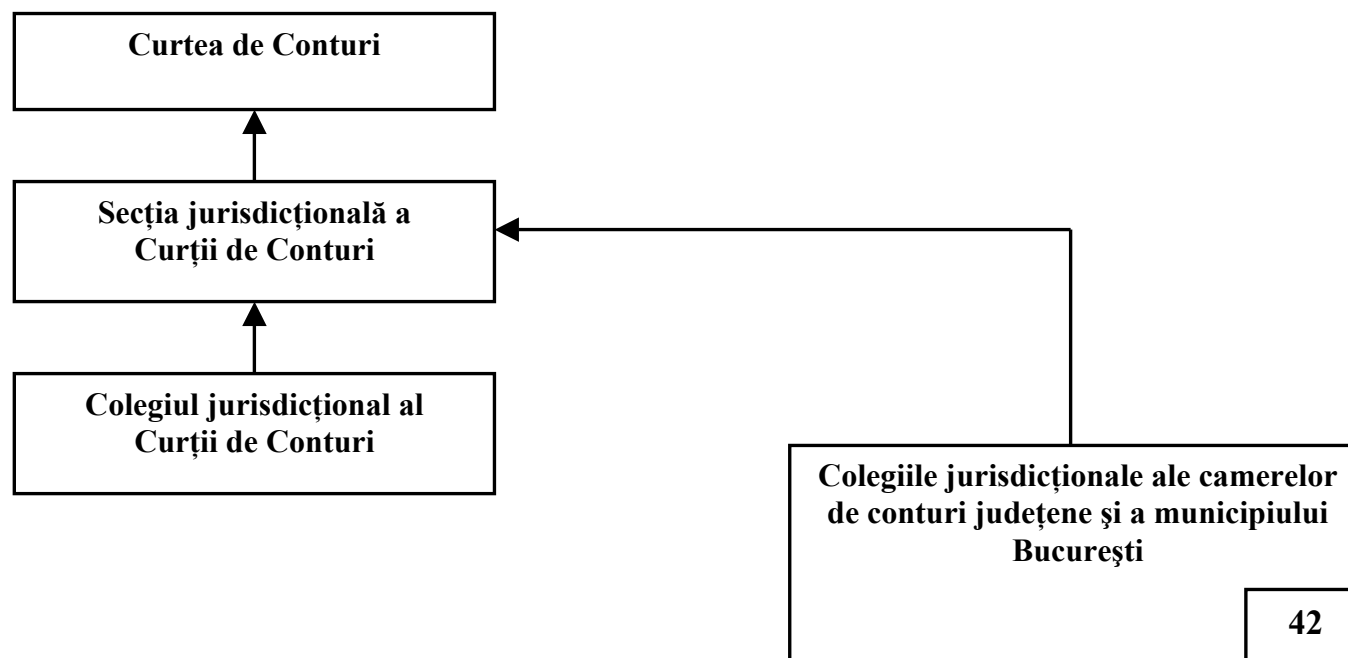 Curtea de Conturi
Secția jurisdicțională a
Curții de Conturi
Colegiul jurisdicțional al
Curții de Conturi
Colegiile jurisdicționale ale camerelor
de conturi județene şi a municipiului
Bucureşti
42